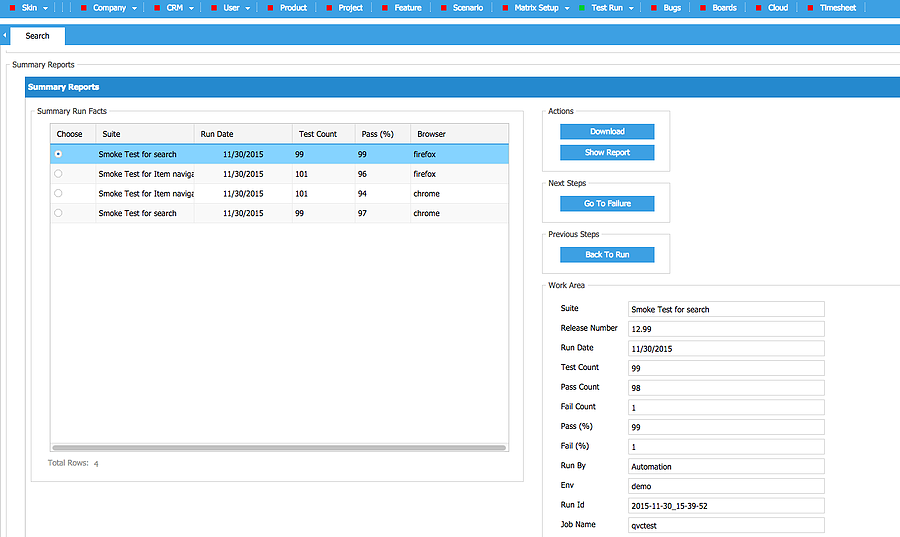 Skin Company CRM User Product Project Feature Scenario Matrix Setup Test Run Bugs Boards Cloud Timesheet
Search
Summary Reports
Summary Reports
Summary Run Facts
Choose Suite Run Date Test Count Pass (%) Browser
Smoke Test for search 11/30/2015 99 99 firefox
Smoke Test for Item naviga 11/30/2015 101 96 firefox
Smoke Test for Item naviga 11/30/2015 101 94 chrome
Smoke Test for search 11/30/2015 99 97 chrome
Total Rows: 4
Actions
Download
Show Report
Next Steps
Go To Failure
Previous Steps
Back To Run
Work Area
Suite Smoke Test for search
Release Number 12.99
Run Date 11/30/2015
Test Count 99
Pass Count 98
Fail Count 1
Pass (%) 99
Fail (%) 1
Run By Automation
Env demo
Run Id 2015-11-30_15-39-52
Job Name qvctest